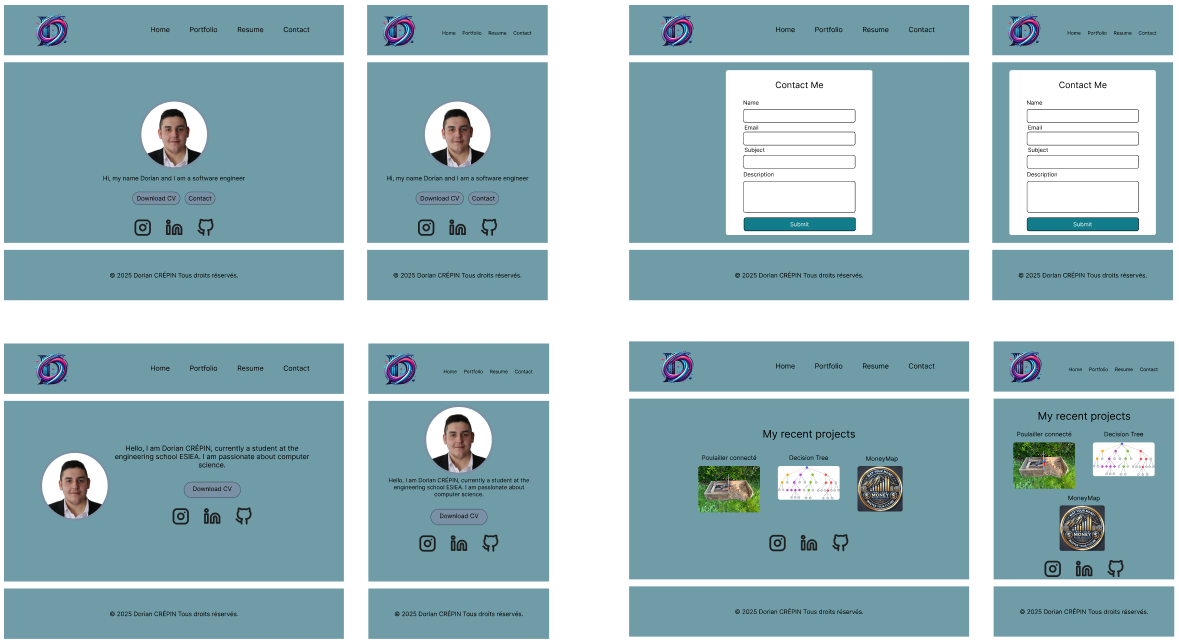 Home Portfolio Resume Contact
Hi, my name Dorian and I am a software engineer
Download CV Contact
© 2025 Dorian CRÉPIN Tous droits réservés.
Home Portfolio Resume Contact
Hi, my name Dorian and I am a software engineer
Download CV Contact
© 2025 Dorian CRÉPIN Tous droits réservés.
Home Portfolio Resume Contact
Contact Me
Name
Email
Subject
Description
Submit
© 2025 Dorian CRÉPIN Tous droits réservés.
Home Portfolio Resume Contact
Contact Me
Name
Email
Subject
Description
Submit
© 2025 Dorian CRÉPIN Tous droits réservés.
Home Portfolio Resume Contact
Hello, I am Dorian CRÉPIN, currently a student at the
engineering school ESIEA. I am passionate about computer
science.
Download CV
© 2025 Dorian CRÉPIN Tous droits réservés.
Home Portfolio Resume Contact
Hello, I am Dorian CRÉPIN, currently a student at the
engineering school ESIEA. I am passionate about
computer science.
Download CV
© 2025 Dorian CRÉPIN Tous droits réservés.
Home Portfolio Resume Contact
My recent projects
Poulailler connecté Decision Tree MoneyMap
MONEY
© 2025 Dorian CRÉPIN Tous droits réservés.
Home Portfolio Resume Contact
My recent projects
Poulailler connecté Decision Tree
MoneyMap
MONEY
© 2025 Dorian CRÉPIN Tous droits réservés.